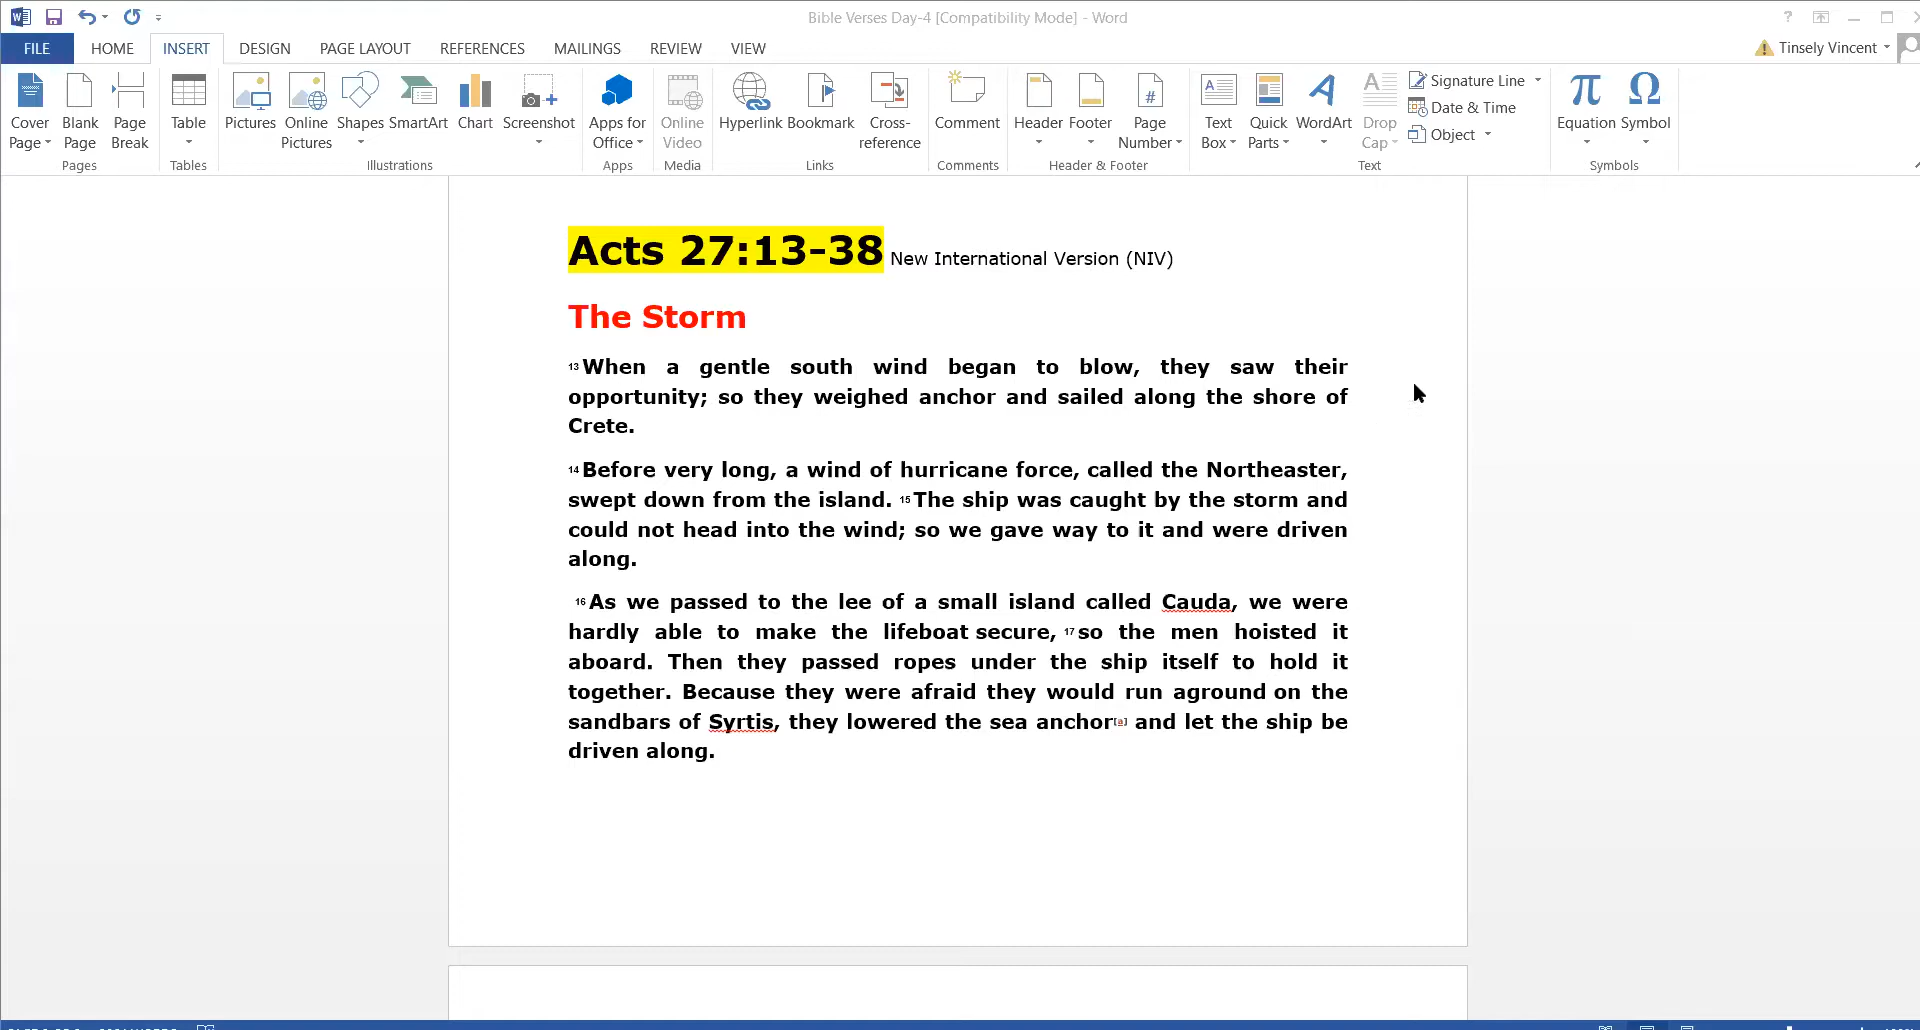 Bible Verses Day-4 [Compatibility Mode] - Word
FILE HOME INSERT DESIGN PAGE LAYOUT REFERENCES MAILINGS REVIEW VIEW
Tinsely Vincent
Cover Page
Blank Page
Page Break
Pages
Table
Tables
Pictures
Online Pictures
Shapes
SmartArt
Chart
Screenshot
Illustrations
Apps for Office
Apps
Online Video
Media
Hyperlink
Bookmark
Cross-reference
Links
Comment
Comments
Header
Footer
Page Number
Header & Footer
Text Box
Quick Parts
WordArt
Drop Cap
Signature Line
Date & Time
Object
Text
Equation
Symbol
Symbols
Acts 27:13-38 New International Version (NIV)
The Storm
13 When a gentle south wind began to blow, they saw their
opportunity; so they weighed anchor and sailed along the shore of
Crete.
14 Before very long, a wind of hurricane force, called the Northeaster,
swept down from the island. 15 The ship was caught by the storm and
could not head into the wind; so we gave way to it and were driven
along.
16 As we passed to the lee of a small island called Cauda, we were
hardly able to make the lifeboat secure, 17 so the men hoisted it
aboard. Then they passed ropes under the ship itself to hold it
together. Because they were afraid they would run aground on the
sandbars of Syrtis, they lowered the sea anchor[a] and let the ship be
driven along.